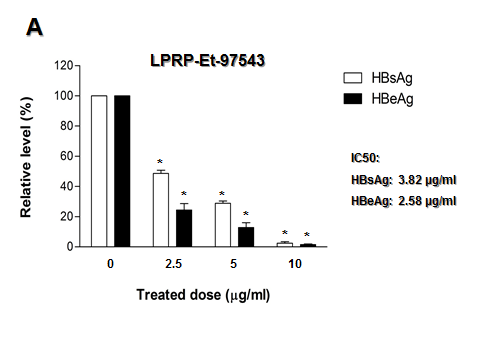 A
LPRP-Et-97543
120
100
80
60
40
20
0
Relative level (%)
HBsAg
HBeAg
IC50:
HBsAg: 3.82 μg/ml
HBeAg: 2.58 μg/ml
* * * * * *
0 2.5 5 10
Treated dose (μg/ml)